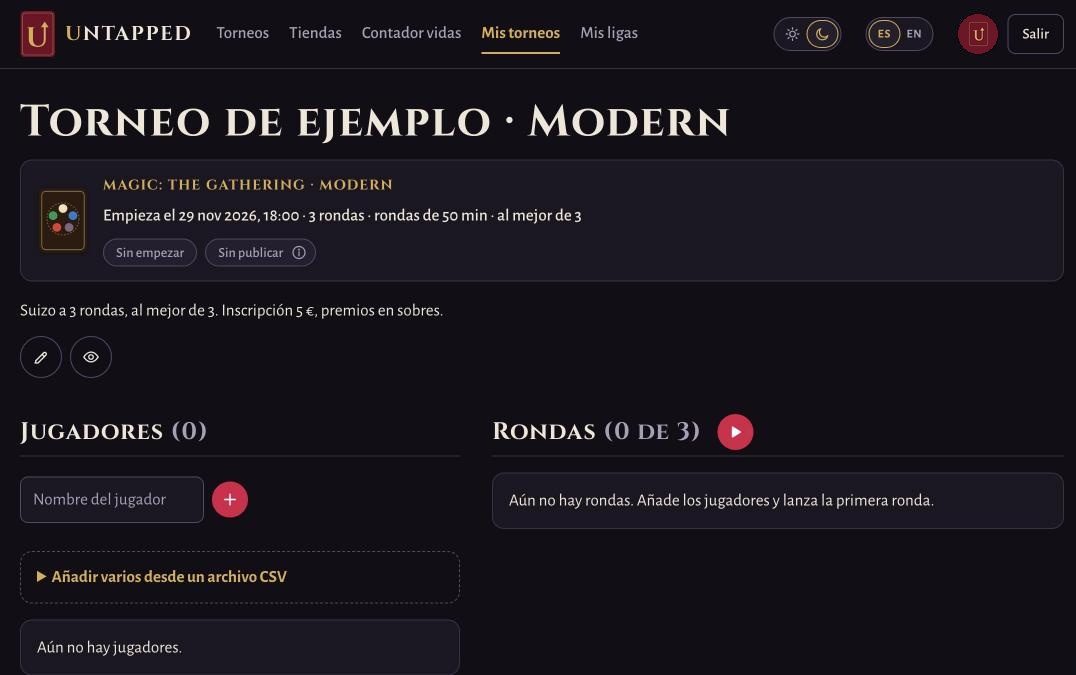 U UNTAPPED Torneos Tiendas Contador vidas Mis torneos Mis ligas ES EN U Salir
Torneo de ejemplo · Modern
MAGIC: THE GATHERING · MODERN
Empieza el 29 nov 2026, 18:00 · 3 rondas · rondas de 50 min · al mejor de 3
Sin empezar Sin publicar
Suizo a 3 rondas, al mejor de 3. Inscripción 5 €, premios en sobres.
Jugadores (0)
Rondas (0 de 3)
Nombre del jugador
Aún no hay rondas. Añade los jugadores y lanza la primera ronda.
Añadir varios desde un archivo CSV
Aún no hay jugadores.